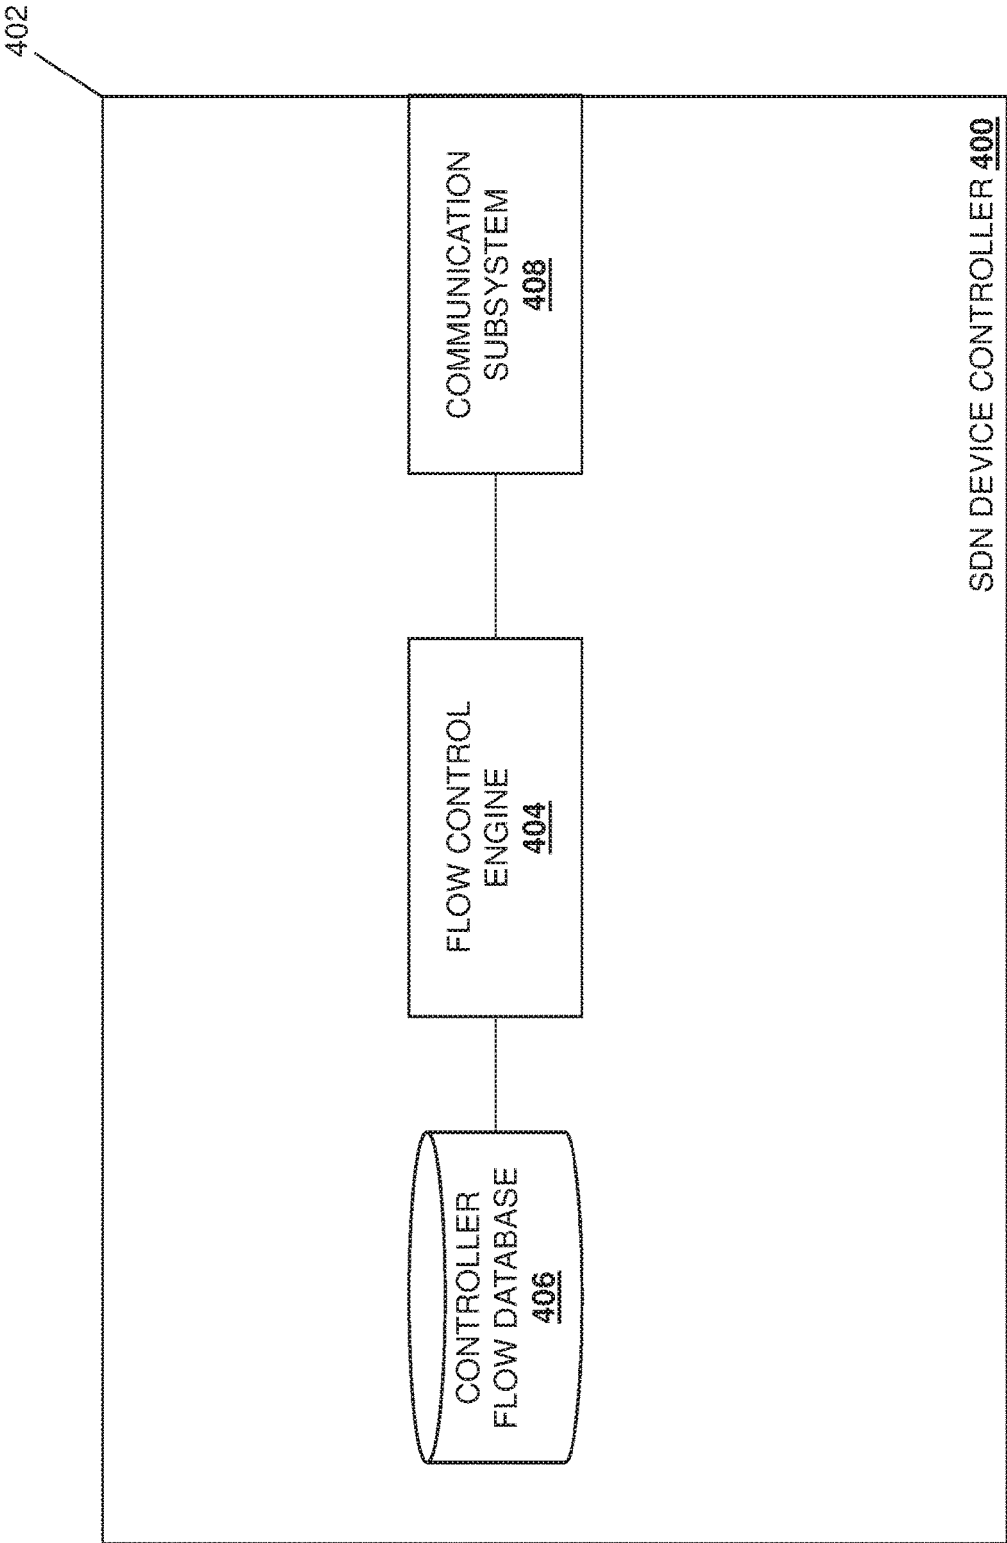 402
CONTROLLER
FLOW DATABASE
406
FLOW CONTROL
ENGINE
404
COMMUNICATION
SUBSYSTEM
408
SDN DEVICE CONTROLLER 400